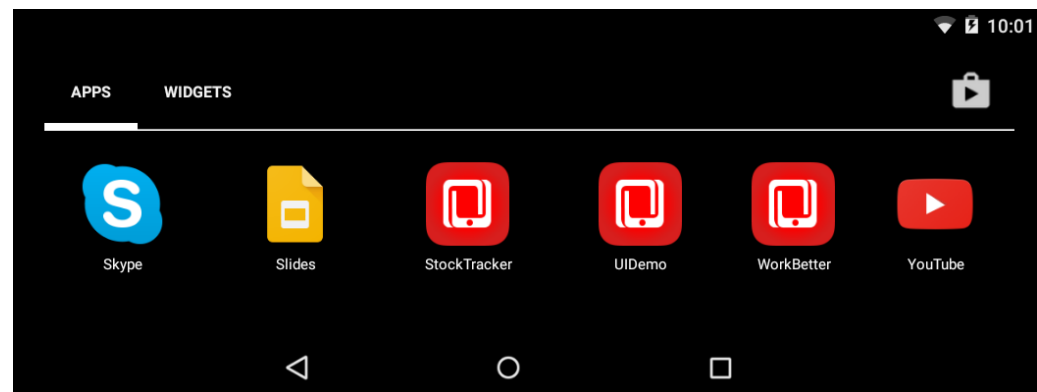 10:01
APPS WIDGETS
S
Skype Slides StockTracker UIDemo WorkBetter YouTube